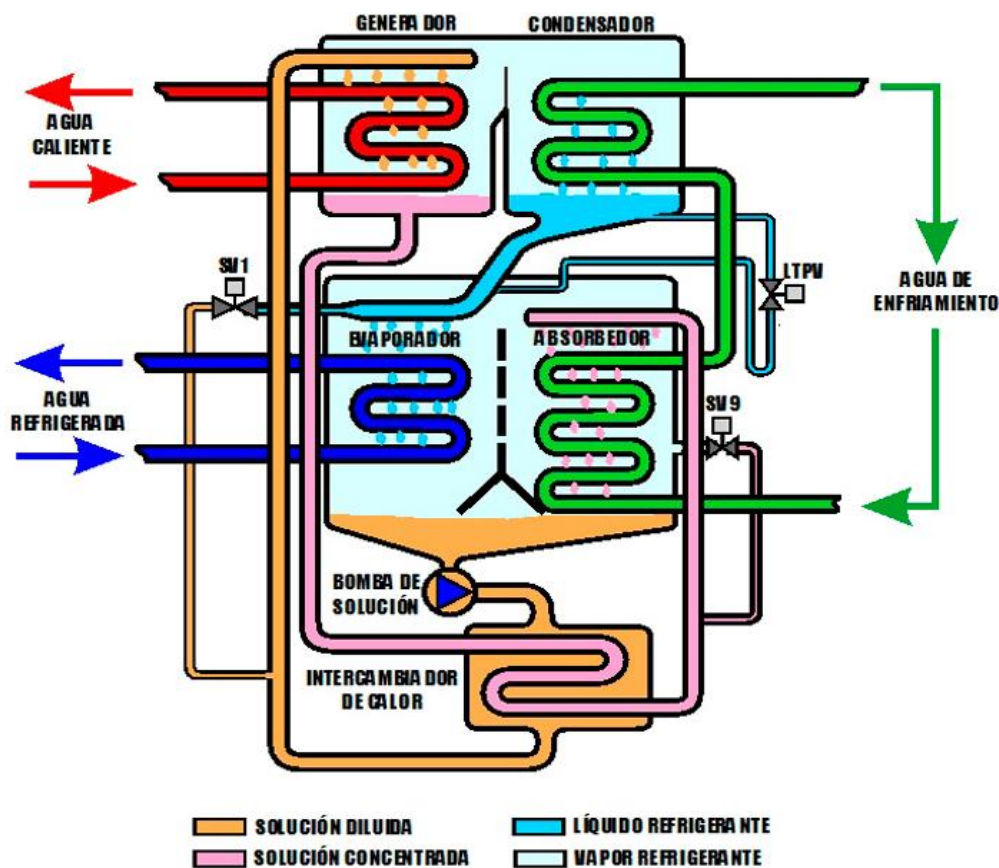 GENERADOR
CONDENSADOR
AGUA
CALIENTE
SV1
LTPV
AGUA DE
ENFRIAMIENTO
EVAPORADOR
ABSORBEDOR
AGUA
REFRIGERADA
SV9
BOMBA DE
SOLUCIÓN
INTERCAMBIADOR
DE CALOR
SOLUCIÓN DILUIDA
LÍQUIDO REFRIGERANTE
SOLUCIÓN CONCENTRADA
VAPOR REFRIGERANTE